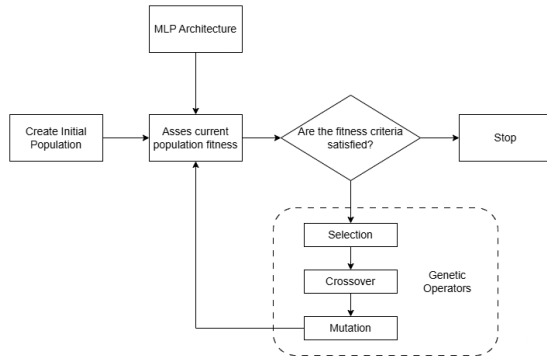 MLP Architecture
Create Initial
Population
Asses current
population fitness
Are the fitness criteria
satisfied?
Stop
Selection
Crossover
Genetic
Operators
Mutation